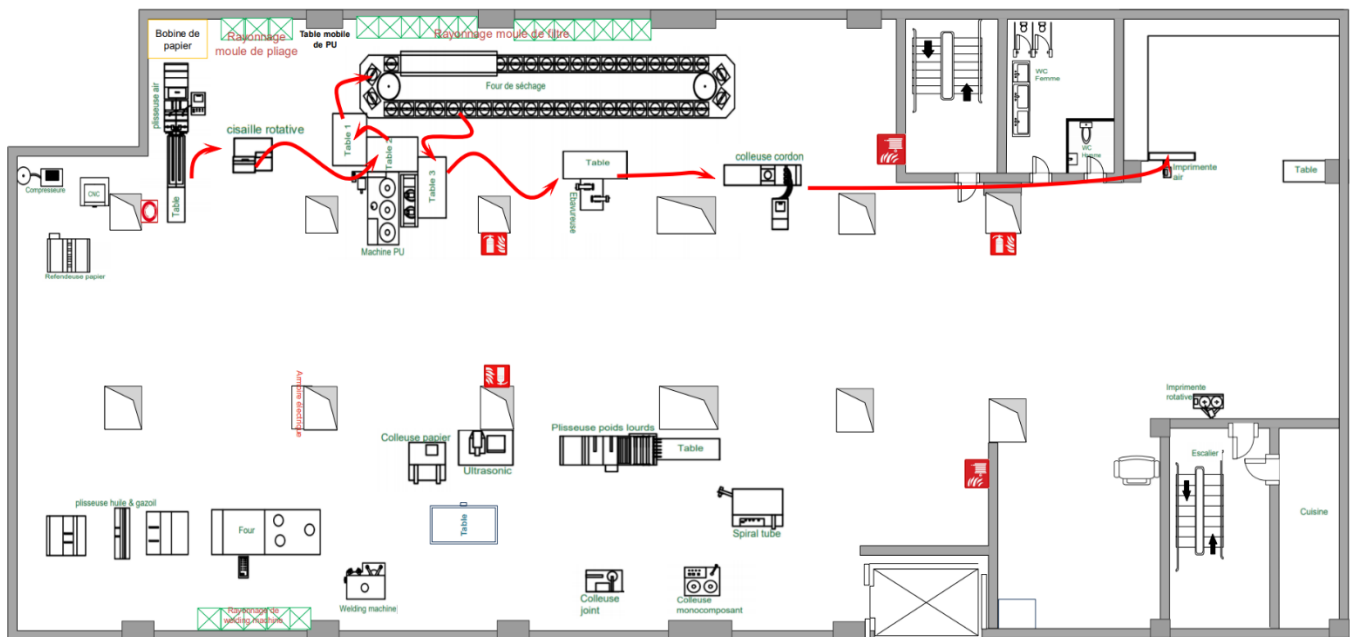 Bobine de
papier
Rayonnage
moule de pliage
Table mobile
de PU
Rayonnage moule de filtre
plisseuse air
Four de séchage
cisaille rotative
Table 1
Table 2
Table 3
Table
Ebavureuse
colleuse cordon
WC
Femme
WC
Homme
Imprimente
air
Table
Compresseure
CNC
Table
Refendeuse papier
Machine PU
Armoire électrique
Imprimente
rotative
Colleuse papier
Ultrasonic
Plisseuse poids lourds
Table
Escalier
plisseuse huile & gazoil
Four
Table
Spiral tube
Cuisine
Welding machine
Colleuse
joint
Colleuse
monocomposant
Rayonnage de
welding machine